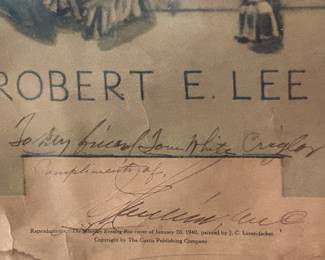 ROBERT E. LEE
To my friend Tom White
Compliments of
Reproduction of The Saturday Evening Post cover of January 20, 1940, painted by J. C. Leyendecker.
Copyright by The Curtis Publishing Company